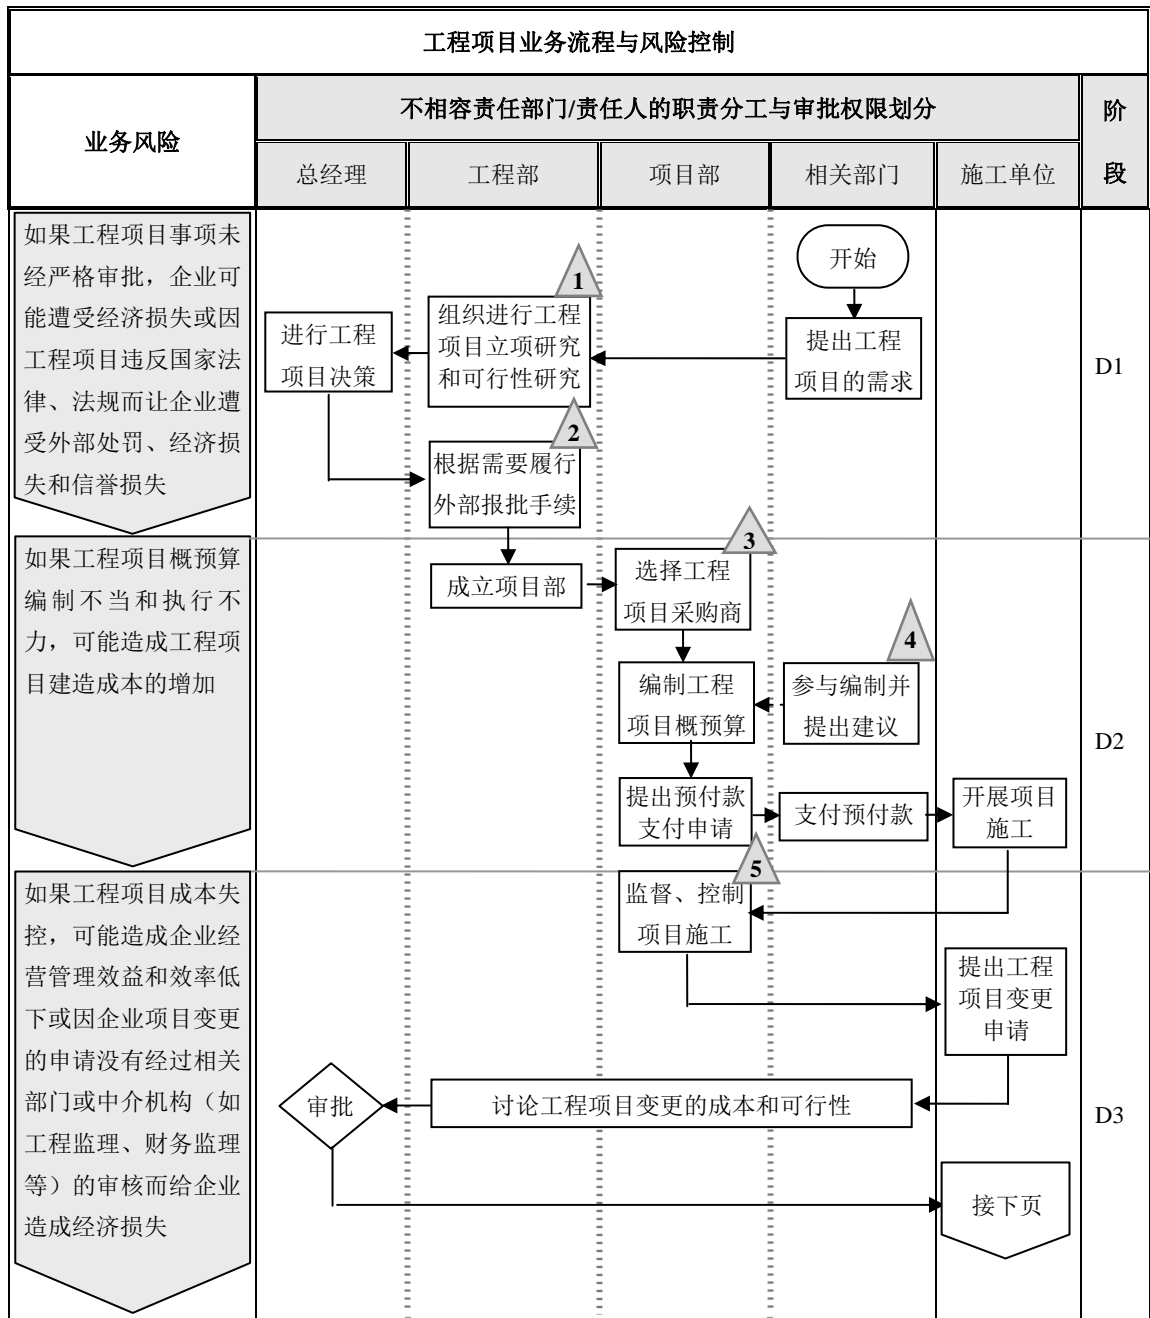 工程项目业务流程与风险控制
业务风险
不相容责任部门/责任人的职责分工与审批权限划分
阶
段
总经理
工程部
项目部
相关部门
施工单位
如果工程项目事项未
经严格审批，企业可
能遭受经济损失或因
工程项目违反国家法
律、法规而让企业遭
受外部处罚、经济损
失和信誉损失
开始
1
进行工程
项目决策
组织进行工程
项目立项研究
和可行性研究
提出工程
项目的需求
D1
2
根据需要履行
外部报批手续
如果工程项目概预算
编制不当和执行不
力，可能造成工程项
目建造成本的增加
成立项目部
3
选择工程
项目采购商
4
编制工程
项目概预算
参与编制并
提出建议
D2
提出预付款
支付申请
支付预付款
开展项目
施工
如果工程项目成本失
控，可能造成企业经
营管理效益和效率低
下或因企业项目变更
的申请没有经过相关
部门或中介机构（如
工程监理、财务监理
等）的审核而给企业
造成经济损失
5
监督、控制
项目施工
提出工程
项目变更
申请
审批
讨论工程项目变更的成本和可行性
D3
接下页